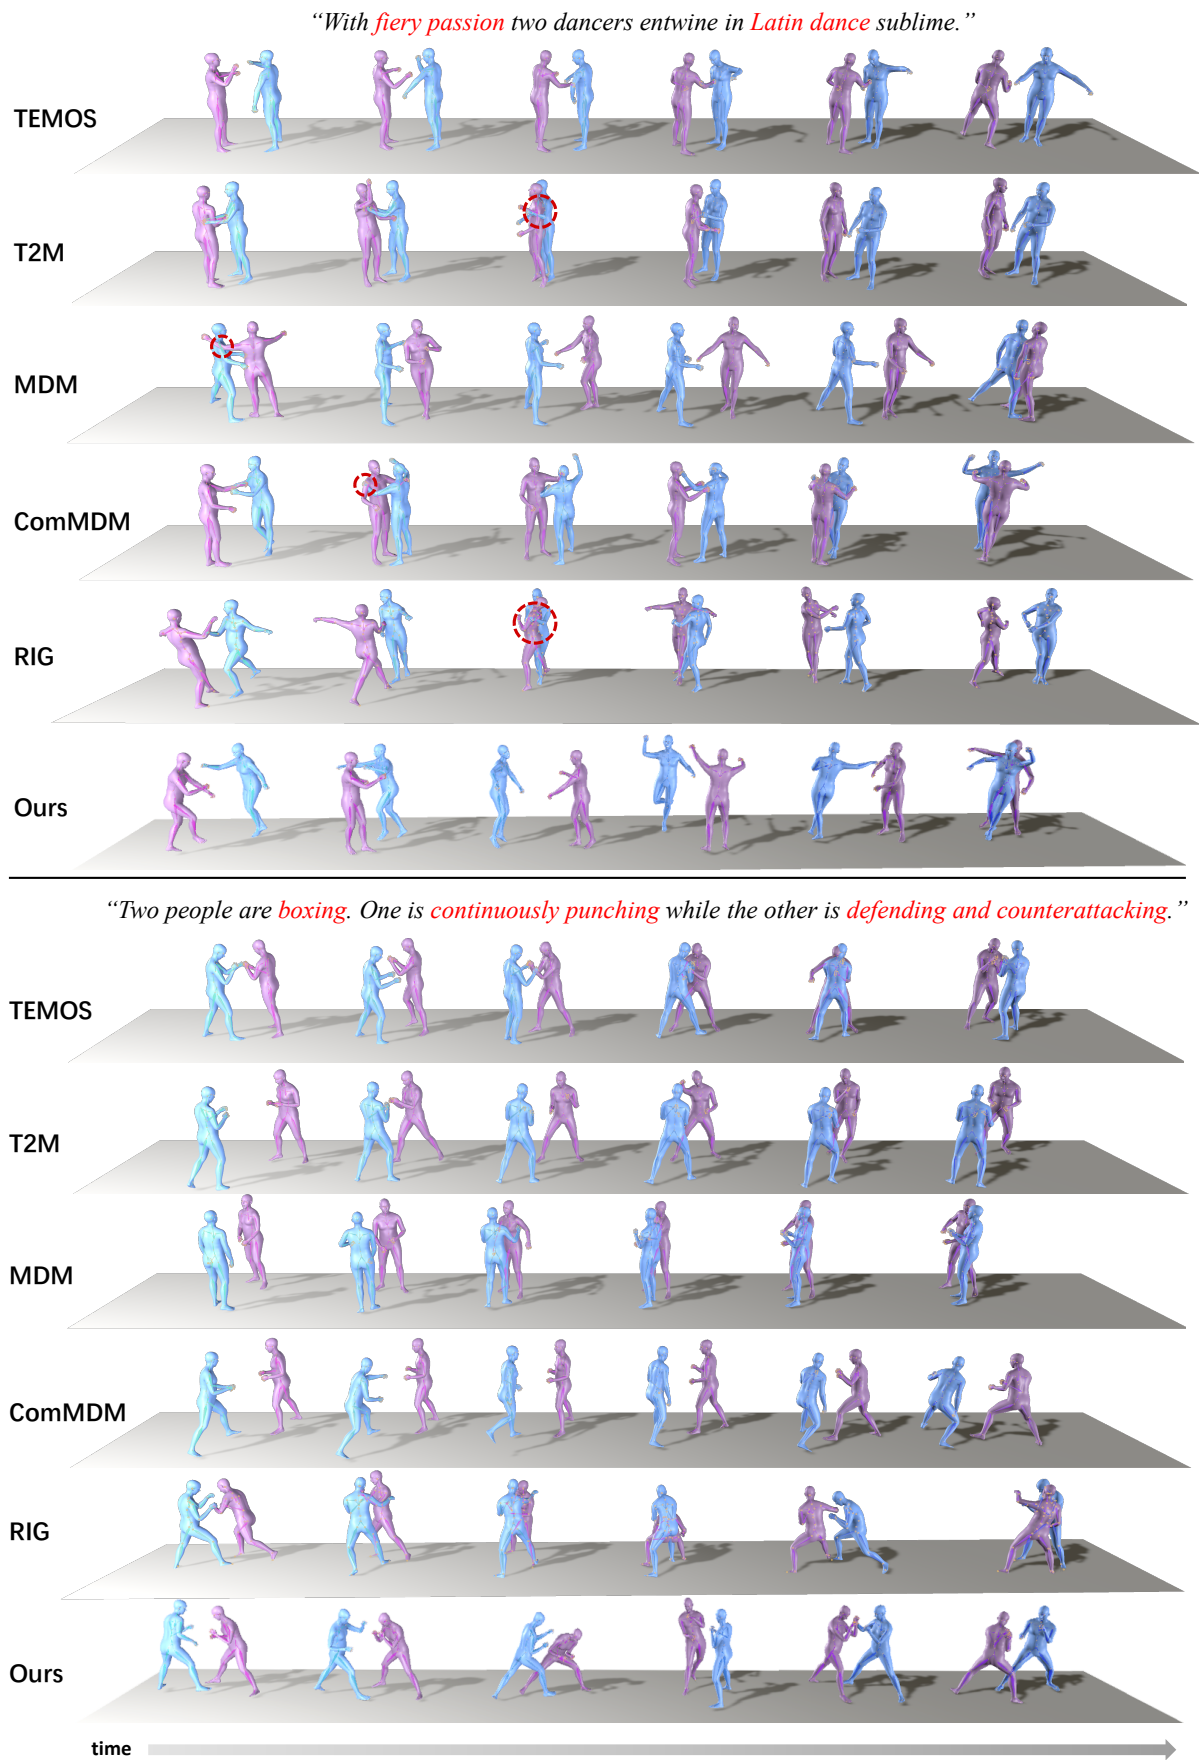 “With fiery passion two dancers entwine in Latin dance sublime.”
TEMOS
T2M
MDM
ComMDM
RIG
Ours
“Two people are boxing. One is continuously punching while the other is defending and counterattacking.”
TEMOS
T2M
MDM
ComMDM
RIG
Ours
time